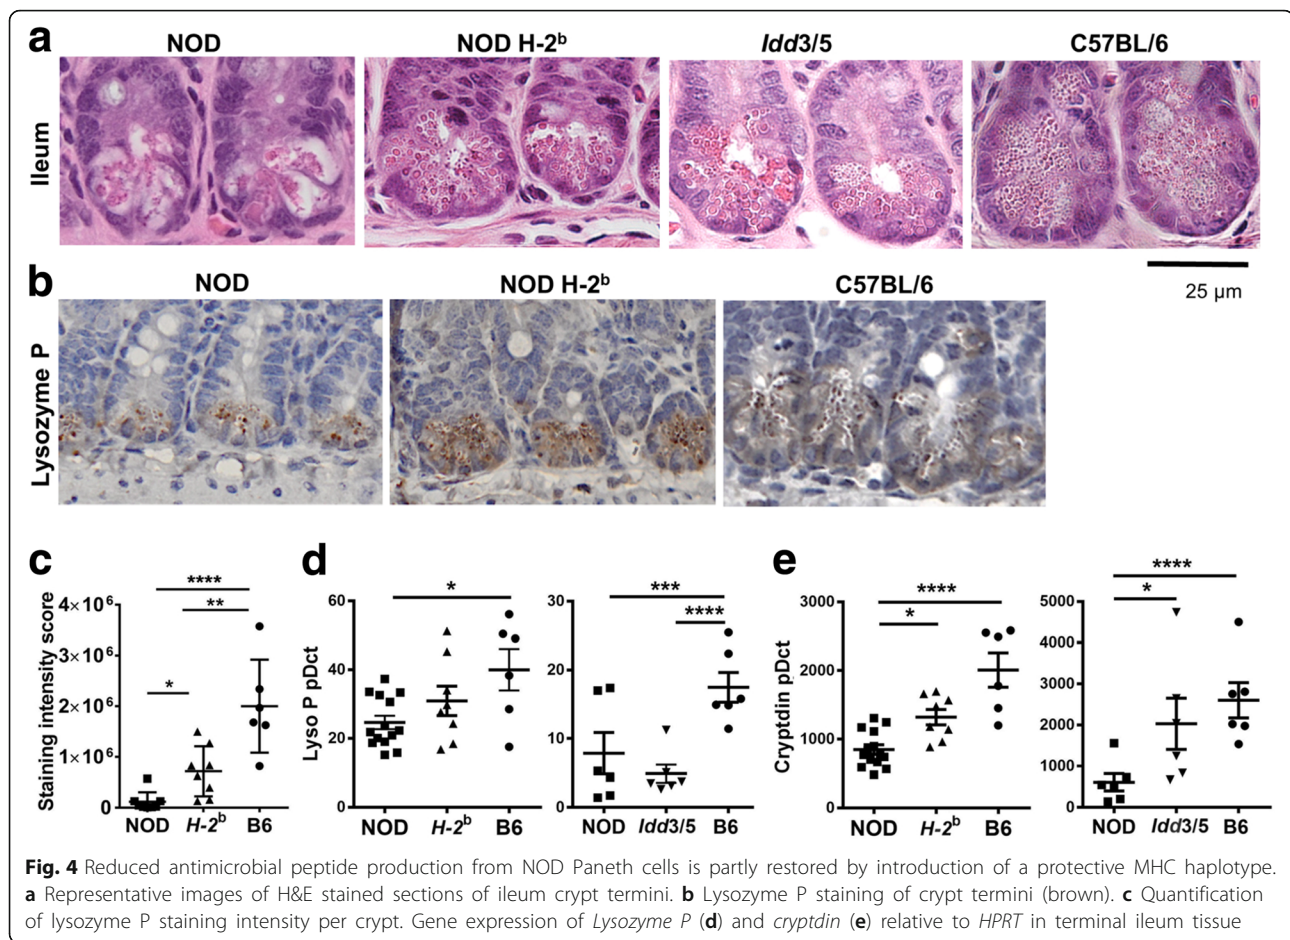 a
NOD
NOD H-2ᵇ
Idd3/5
C57BL/6
Ileum
25 µm
b
NOD
NOD H-2ᵇ
C57BL/6
Lysozyme P
c
****
**
*
Staining intensity score
4×10⁶
3×10⁶
2×10⁶
1×10⁶
0
NOD
H-2ᵇ
B6
d
*
Lyso P pDct
60
40
20
0
NOD
H-2ᵇ
B6
***
****
30
20
10
0
NOD
Idd3/5
B6
e
****
*
Cryptdin pDct
3000
2000
1000
0
NOD
H-2ᵇ
B6
****
*
5000
4000
3000
2000
1000
0
NOD
Idd3/5
B6
Fig. 4 Reduced antimicrobial peptide production from NOD Paneth cells is partly restored by introduction of a protective MHC haplotype.
a Representative images of H&E stained sections of ileum crypt termini. b Lysozyme P staining of crypt termini (brown). c Quantification
of lysozyme P staining intensity per crypt. Gene expression of Lysozyme P (d) and cryptdin (e) relative to HPRT in terminal ileum tissue